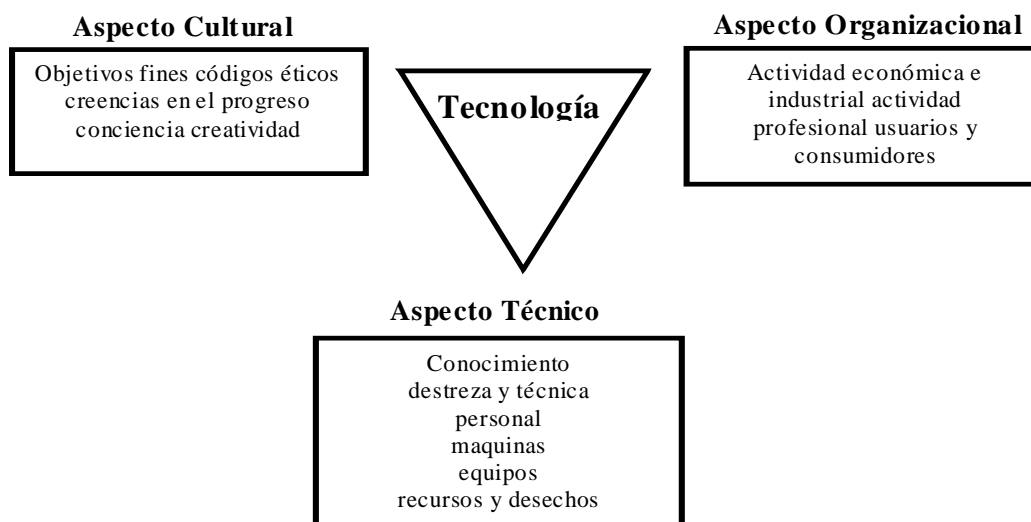 Aspecto Cultural
Objetivos fines códigos éticos
creencias en el progreso
conciencia creatividad
Tecnología
Aspecto Organizacional
Actividad económica e
industrial actividad
profesional usuarios y
consumidores
Aspecto Técnico
Conocimiento
destreza y técnica
personal
maquinas
equipos
recursos y desechos